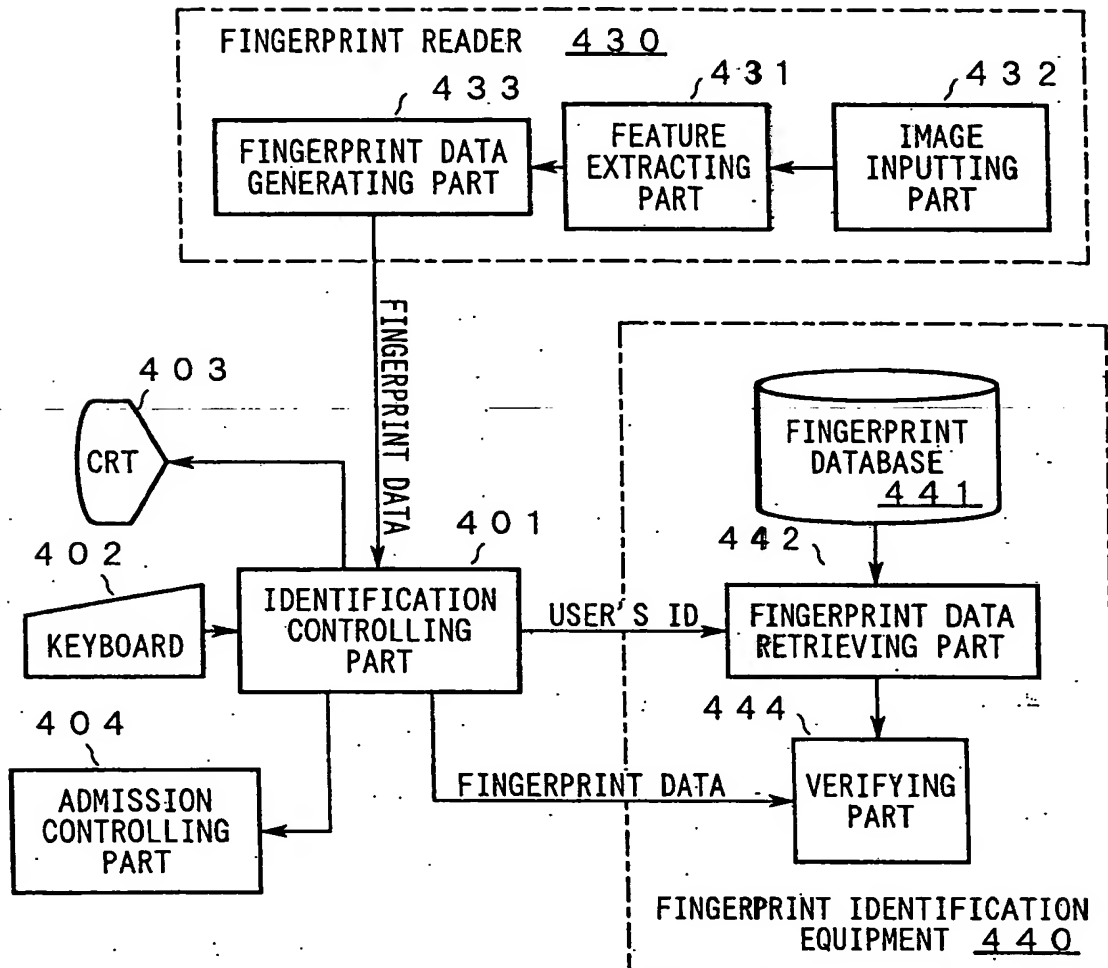 FINGERPRINT READER 430
433
431
432
FINGERPRINT DATA
GENERATING PART
FEATURE
EXTRACTING
PART
IMAGE
INPUTTING
PART
FINGERPRINT DATA
403
CRT
FINGERPRINT
DATABASE
441
402
401
442
KEYBOARD
IDENTIFICATION
CONTROLLING
PART
USER'S ID
FINGERPRINT DATA
RETRIEVING PART
404
444
ADMISSION
CONTROLLING
PART
FINGERPRINT DATA
VERIFYING
PART
FINGERPRINT IDENTIFICATION
EQUIPMENT 440